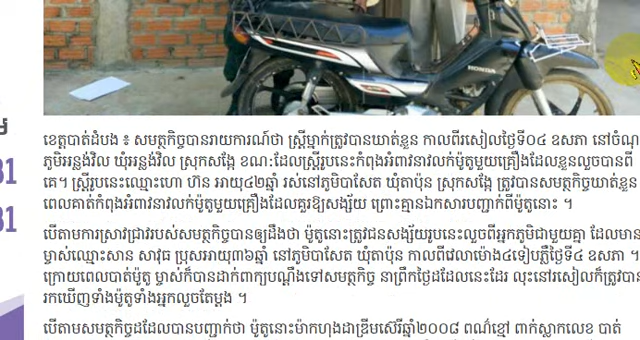 HONDA
ខេត្តបាត់ដំបង ៖ សមត្ថកិច្ចបានរាយការណ៍ថា ស្ត្រីម្នាក់ត្រូវបានឃាត់ខ្លួន កាលពីរសៀលថ្ងៃទី០៤ ឧសភា នៅចំណុ
ភូមិអន្លង់វិល ឃុំអន្លង់វិល ស្រុកសង្កែ ខណៈដែលស្ត្រីរូបនេះកំពុងអំពាវនាវលក់ម៉ូតូមួយគ្រឿងដែលខ្លួនលួចបានពី
គេ។ ស្ត្រីរូបនេះឈ្មោះហោ ហ៊ន អាយុ៤២ឆ្នាំ រស់នៅភូមិបាសែត ឃុំតាប៉ុន ស្រុកសង្កែ ត្រូវបានសមត្ថកិច្ចឃាត់ខ្លួន
ពេលគាត់កំពុងអំពាវនាវលក់ម៉ូតូមួយគ្រឿងដែលគួរឱ្យសង្ស័យ ព្រោះគ្មានឯកសារបញ្ជាក់ពីម៉ូតូនោះ ។
បើតាមការស្រាវជ្រាវរបស់សមត្ថកិច្ចបានឲ្យដឹងថា ម៉ូតូនោះត្រូវជនសង្ស័យរូបនេះលួចពីអ្នកភូមិជាមួយគ្នា ដែលមាន
ម្ចាស់ឈ្មោះសាន សាវុធ ប្រុសអាយុ៣៦ឆ្នាំ នៅភូមិបាសែត ឃុំតាប៉ុន កាលពីវេលាម៉ោង៤ទៀបភ្លឺថ្ងៃទី៤ ឧសភា ។
ក្រោយពេលបាត់ម៉ូតូ ម្ចាស់ក៏បានដាក់ពាក្យបណ្តឹងទៅសមត្ថកិច្ច នាព្រឹកថ្ងៃដដែលនេះដែរ លុះនៅរសៀលក៏ត្រូវបាន
រកឃើញទាំងម៉ូតូទាំងអ្នកលួចតែម្តង ។
បើតាមសមត្ថកិច្ចដដែលបានបញ្ជាក់ថា ម៉ូតូនោះម៉ាកហុងដាឌ្រីមស៊េរីឆ្នាំ២០០៨ ពណ៌ខ្មៅ ពាក់ស្លាកលេខ បាត់
31
31